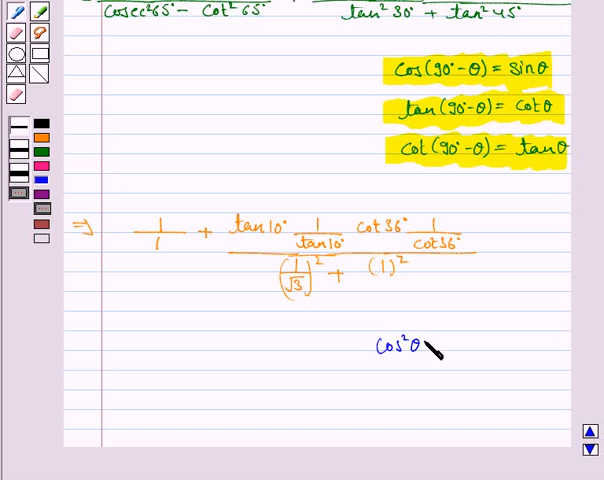 cosec²65° - cot²65° tan²30° + tan²45°
cos(90°-θ) = sinθ
tan(90°-θ) = cotθ
cot(90°-θ) = tanθ
⇒ 1/1 + (tan10° 1/tan10° cot36° 1/cot36°)/((1/√3)² + (1)²)
cos²θ